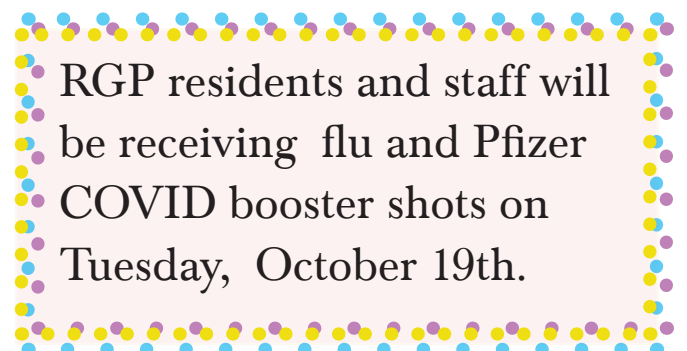 RGP residents and staff will
be receiving  flu and Pfizer
COVID booster shots on
Tuesday,  October 19th.